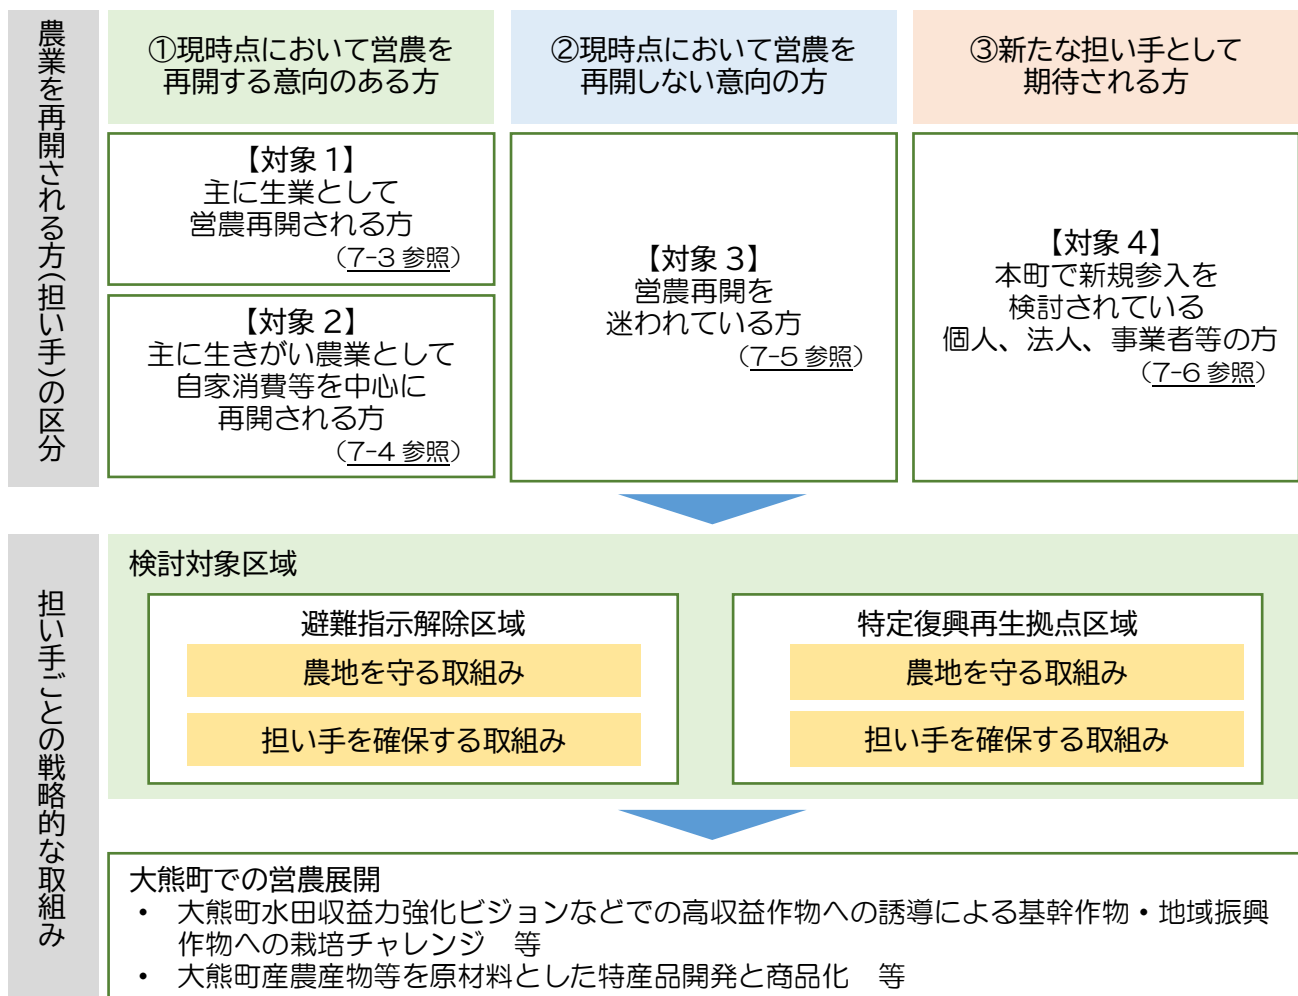 農業を再開される方（担い手）の区分
①現時点において営農を
再開する意向のある方
②現時点において営農を
再開しない意向の方
③新たな担い手として
期待される方
【対象 1】
主に生業として
営農再開される方
（7-3 参照）
【対象 2】
主に生きがい農業として
自家消費等を中心に
再開される方
（7-4 参照）
【対象 3】
営農再開を
迷われている方
（7-5 参照）
【対象 4】
本町で新規参入を
検討されている
個人、法人、事業者等の方
（7-6 参照）
担い手ごとの戦略的な取組み
検討対象区域
避難指示解除区域
農地を守る取組み
担い手を確保する取組み
特定復興再生拠点区域
農地を守る取組み
担い手を確保する取組み
大熊町での営農展開
• 大熊町水田収益力強化ビジョンなどでの高収益作物への誘導による基幹作物・地域振興
作物への栽培チャレンジ　等
• 大熊町産農産物等を原材料とした特産品開発と商品化　等